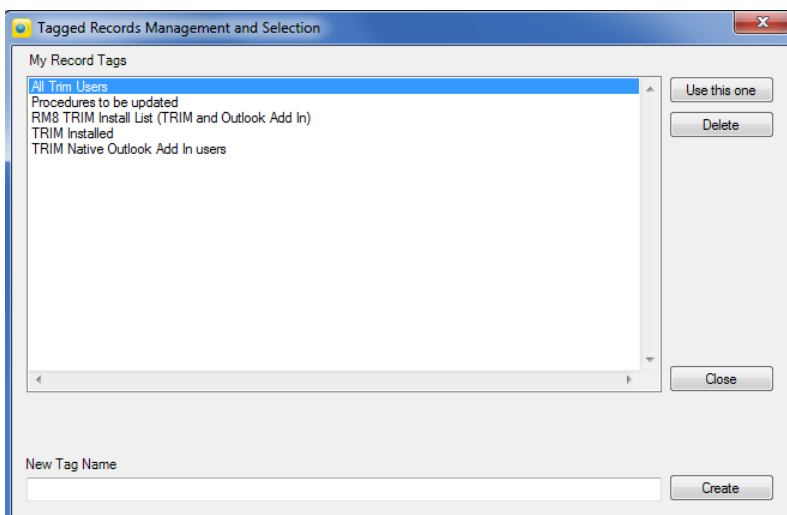 Tagged Records Management and Selection
My Record Tags
All Trim Users
Procedures to be updated
RM8 TRIM Install List (TRIM and Outlook Add In)
TRIM Installed
TRIM Native Outlook Add In users
Use this one
Delete
Close
New Tag Name
Create